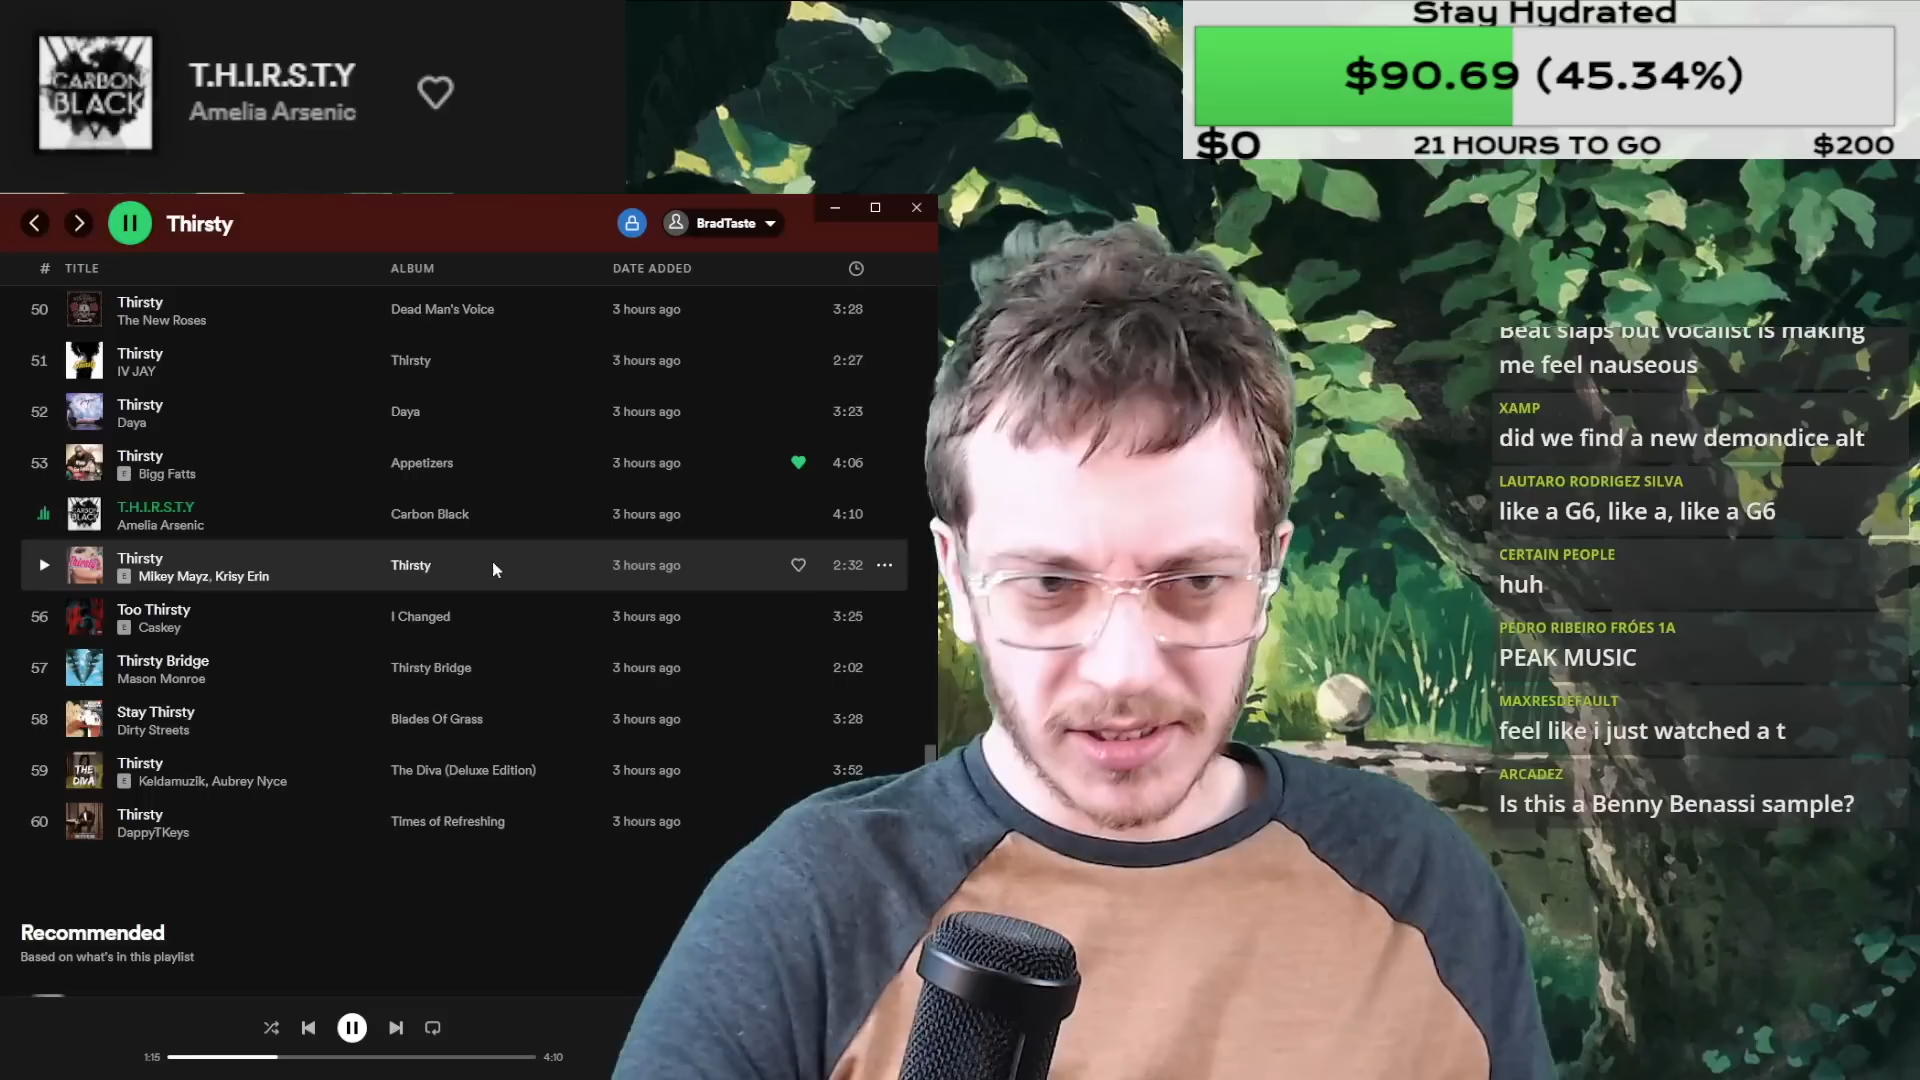 CARBON
BLACK
T.H.I.R.S.T.Y
Amelia Arsenic
Stay Hydrated
$90.69 (45.34%)
$0
21 HOURS TO GO
$200
Thirsty
BradTaste
# TITLE ALBUM DATE ADDED
50 Thirsty The New Roses Dead Man's Voice 3 hours ago 3:28
51 Thirsty IV JAY Thirsty 3 hours ago 2:27
52 Thirsty Daya Daya 3 hours ago 3:23
53 Thirsty E Bigg Fatts Appetizers 3 hours ago 4:06
T.H.I.R.S.T.Y Amelia Arsenic Carbon Black 3 hours ago 4:10
Thirsty E Mikey Mayz, Krisy Erin Thirsty 3 hours ago 2:32
56 Too Thirsty E Caskey I Changed 3 hours ago 3:25
57 Thirsty Bridge Mason Monroe Thirsty Bridge 3 hours ago 2:02
58 Stay Thirsty Dirty Streets Blades Of Grass 3 hours ago 3:28
59 Thirsty E Keldamuzik, Aubrey Nyce The Diva (Deluxe Edition) 3 hours ago 3:52
60 Thirsty DappyTKeys Times of Refreshing 3 hours ago
Recommended
Based on what's in this playlist
1:15
4:10
Beat slaps but vocalist is making
me feel nauseous
XAMP
did we find a new demondice alt
LAUTARO RODRIGEZ SILVA
like a G6, like a, like a G6
CERTAIN PEOPLE
huh
PEDRO RIBEIRO FRÓES 1A
PEAK MUSIC
MAXRESDEFAULT
feel like i just watched a t
ARCADEZ
Is this a Benny Benassi sample?